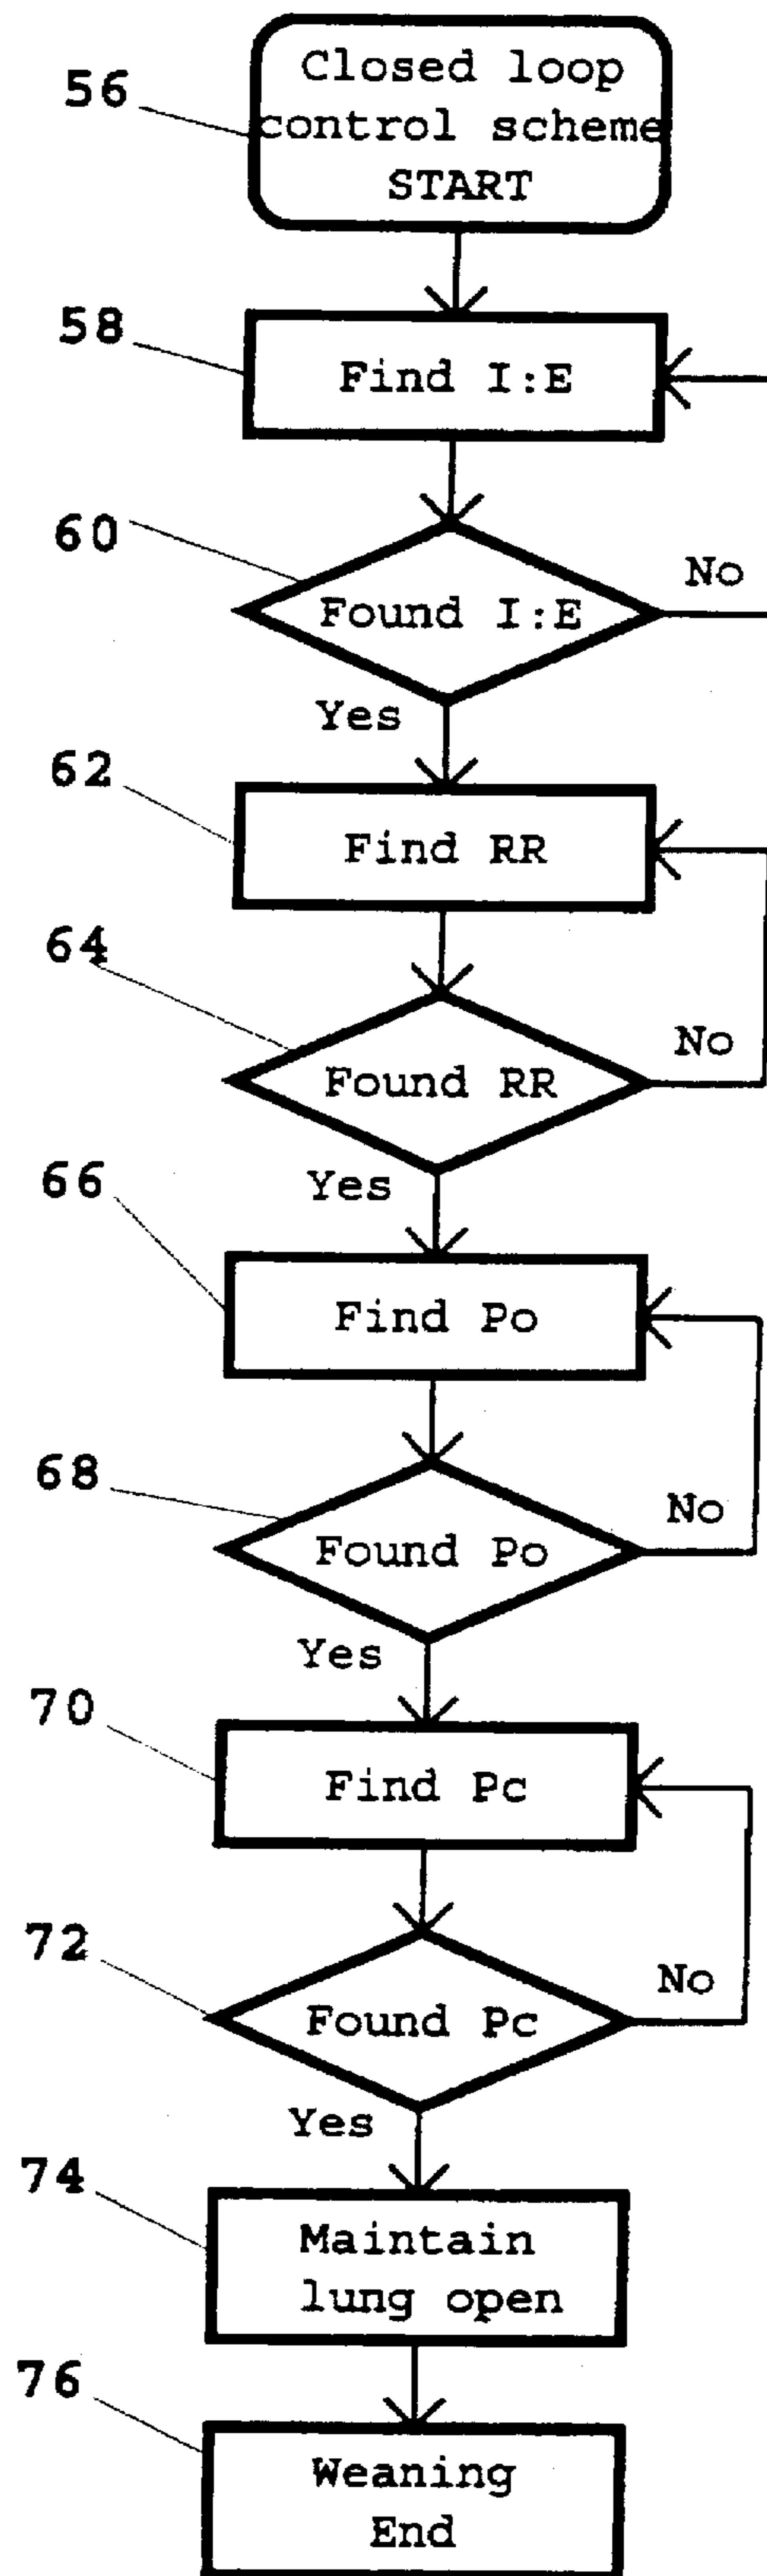 56
Closed loop
control scheme
START
58
Find I:E
60
Found I:E
No
Yes
62
Find RR
64
Found RR
No
Yes
66
Find Po
68
Found Po
No
Yes
70
Find Pc
72
Found Pc
No
Yes
74
Maintain
lung open
76
Weaning
End